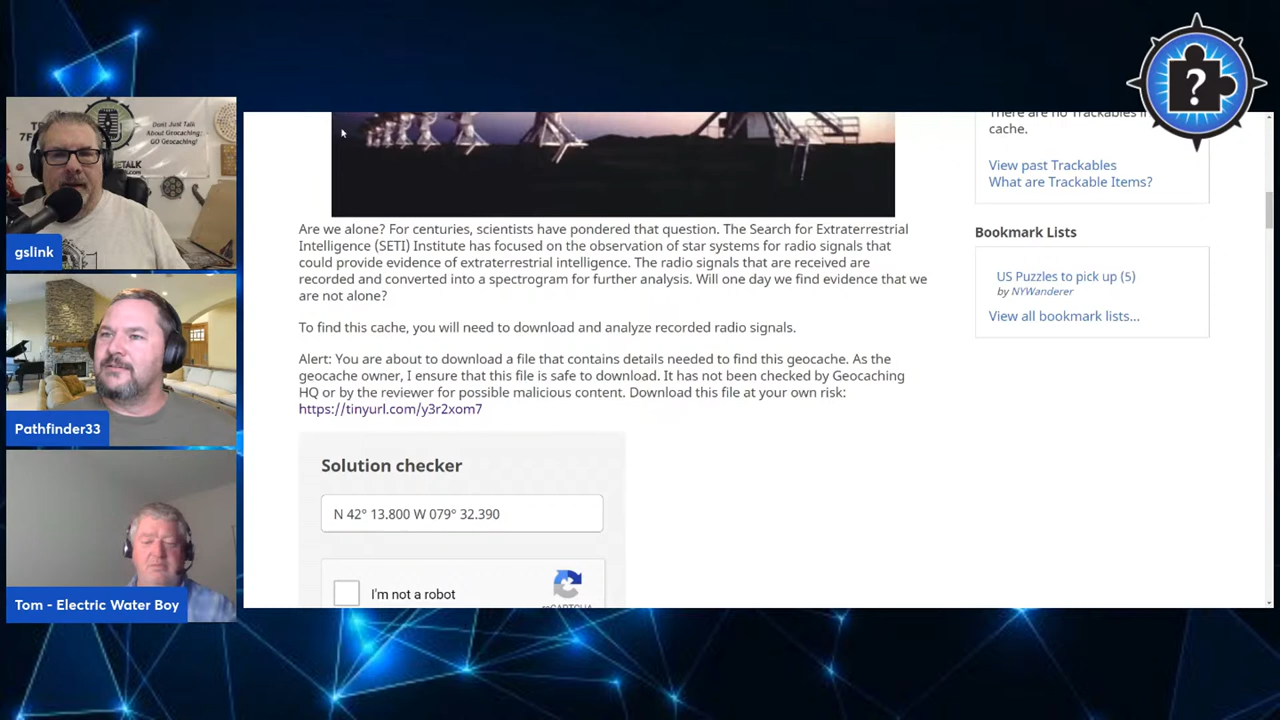 ?
Don't Just Talk
About Geocaching;
GO Geocaching!
gslink
Pathfinder33
Tom - Electric Water Boy
Are we alone? For centuries, scientists have pondered that question. The Search for Extraterrestrial
Intelligence (SETI) Institute has focused on the observation of star systems for radio signals that
could provide evidence of extraterrestrial intelligence. The radio signals that are received are
recorded and converted into a spectrogram for further analysis. Will one day we find evidence that we
are not alone?
To find this cache, you will need to download and analyze recorded radio signals.
Alert: You are about to download a file that contains details needed to find this geocache. As the
geocache owner, I ensure that this file is safe to download. It has not been checked by Geocaching
HQ or by the reviewer for possible malicious content. Download this file at your own risk:
https://tinyurl.com/y3r2xom7
Solution checker
N 42° 13.800 W 079° 32.390
I'm not a robot
cache.
View past Trackables
What are Trackable Items?
Bookmark Lists
US Puzzles to pick up (5)
by NYWanderer
View all bookmark lists...